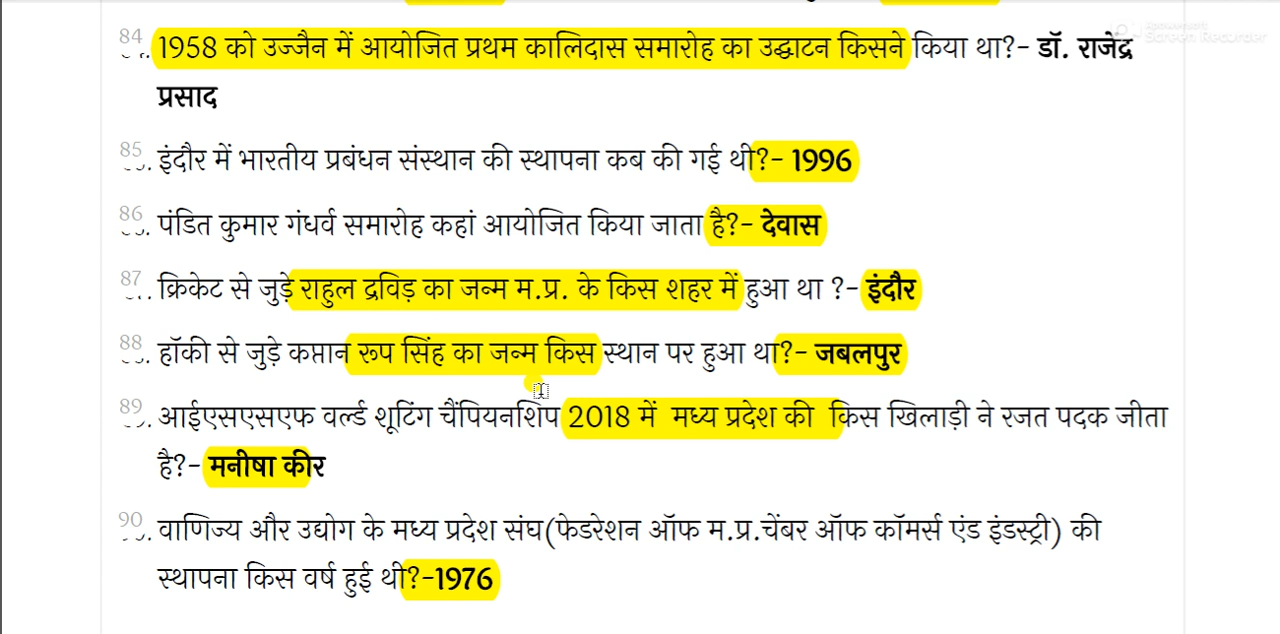 84. 1958 को उज्जैन में आयोजित प्रथम कालिदास समारोह का उद्घाटन किसने किया था?- डॉ. राजेद्र
प्रसाद
85. इंदौर में भारतीय प्रबंधन संस्थान की स्थापना कब की गई थी?- 1996
86. पंडित कुमार गंधर्व समारोह कहां आयोजित किया जाता है?- देवास
87. क्रिकेट से जुड़े राहुल द्रविड़ का जन्म म.प्र. के किस शहर में हुआ था ?- इंदौर
88. हॉकी से जुड़े कप्तान रूप सिंह का जन्म किस स्थान पर हुआ था?- जबलपुर
89. आईएसएसएफ वर्ल्ड शूटिंग चैंपियनशिप 2018 में मध्य प्रदेश की किस खिलाड़ी ने रजत पदक जीता
है?- मनीषा कीर
90. वाणिज्य और उद्योग के मध्य प्रदेश संघ(फेडरेशन ऑफ म.प्र.चेंबर ऑफ कॉमर्स एंड इंडस्ट्री) की
स्थापना किस वर्ष हुई थी?-1976
Apowersoft
Screen Recorder